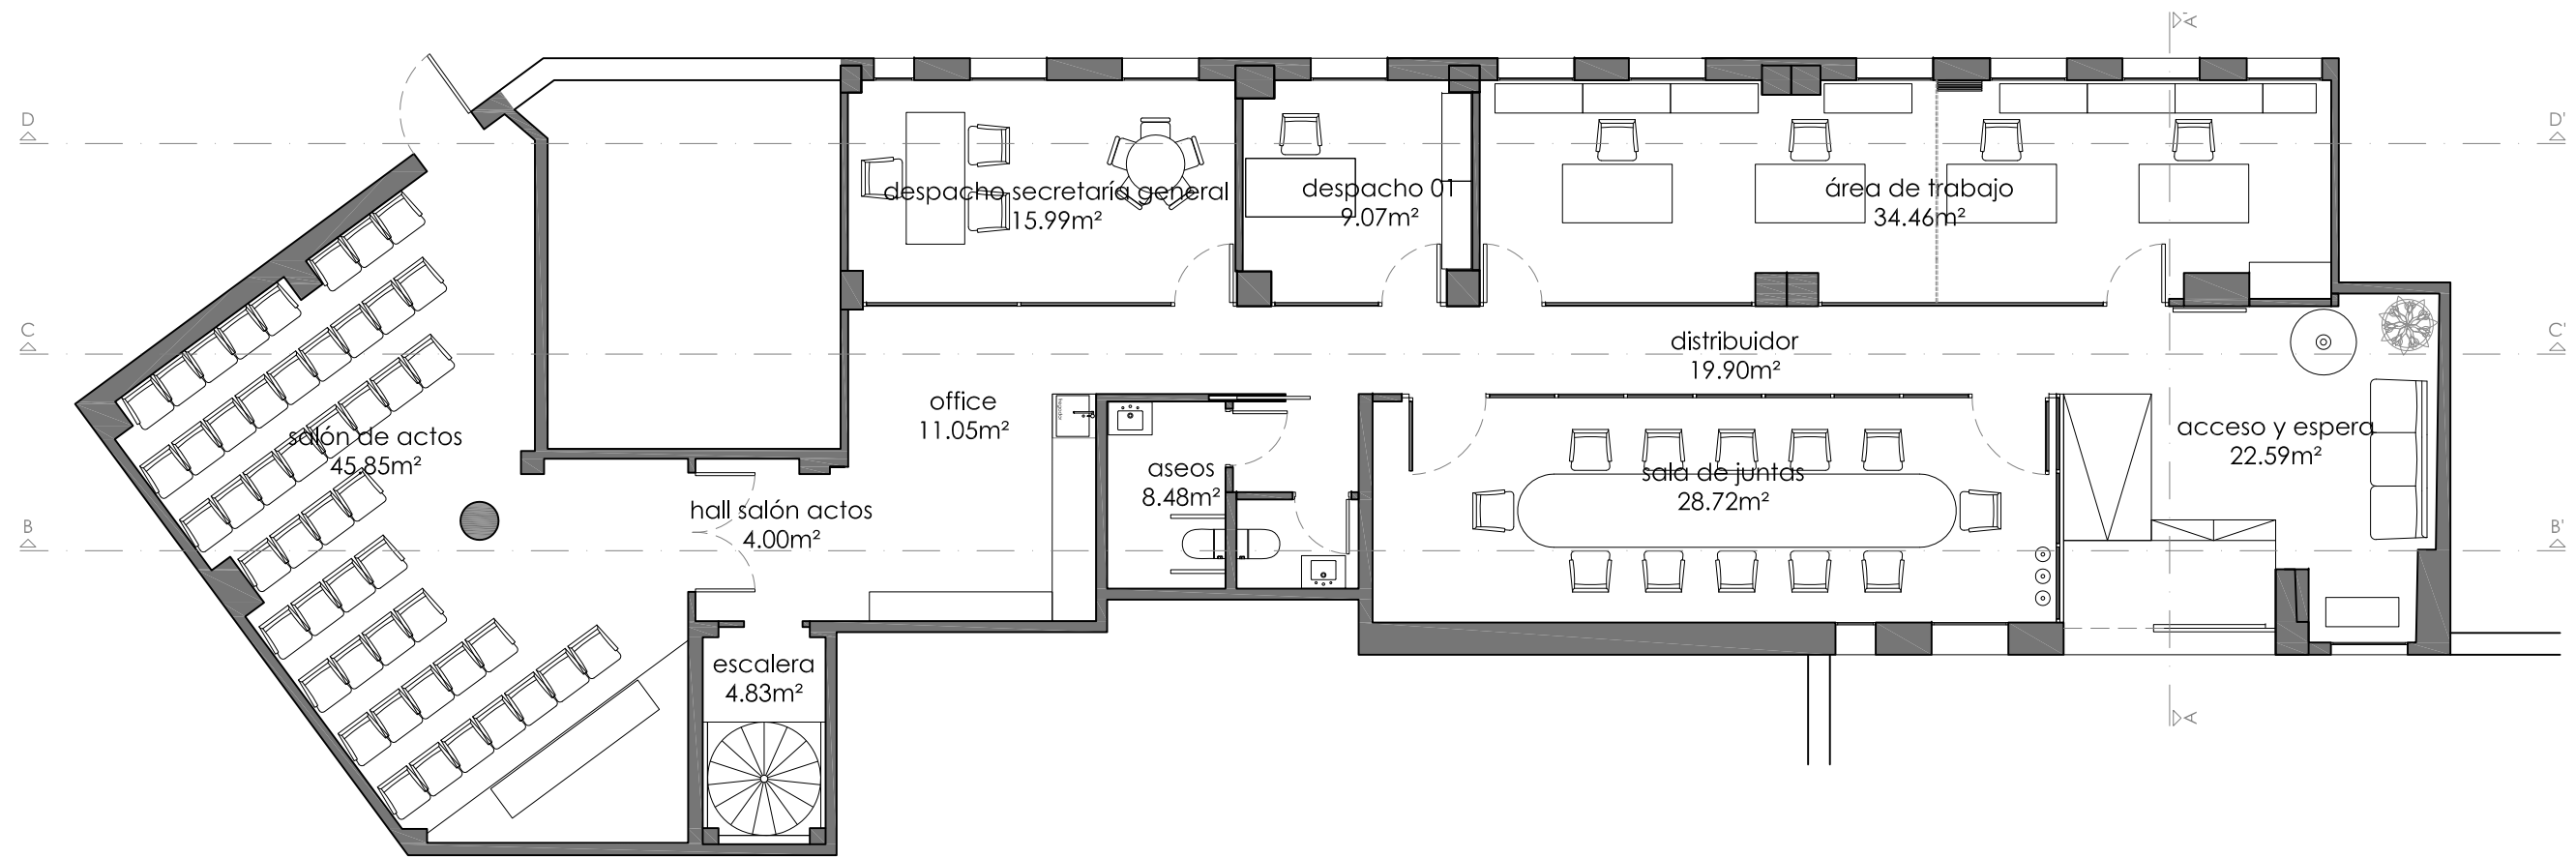 A'
D
D'
despacho secretaría general
15.99m²
despacho 01
9.07m²
área de trabajo
34.46m²
C
C'
distribuidor
19.90m²
office
11.05m²
salón de actos
45.85m²
acceso y espera
22.59m²
aseos
8.48m²
sala de juntas
28.72m²
hall salón actos
4.00m²
B
B'
escalera
4.83m²
A